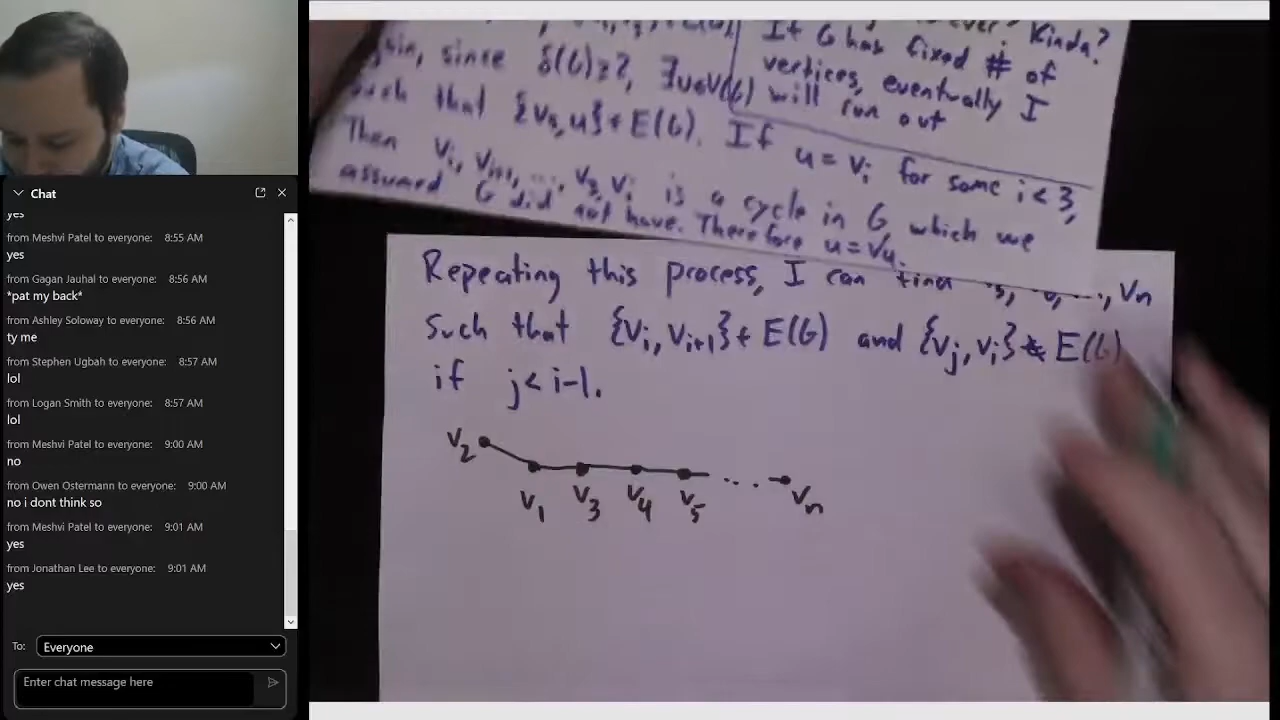 Chat
yes
from Meshvi Patel to everyone: 8:55 AM
yes
from Gagan Jauhal to everyone: 8:56 AM
*pat my back*
from Ashley Soloway to everyone: 8:56 AM
ty me
from Stephen Ugbah to everyone: 8:57 AM
lol
from Logan Smith to everyone: 8:57 AM
lol
from Meshvi Patel to everyone: 9:00 AM
no
from Owen Ostermann to everyone: 9:00 AM
no i dont think so
from Meshvi Patel to everyone: 9:01 AM
yes
from Jonathan Lee to everyone: 9:01 AM
yes
To: Everyone
Enter chat message here
Kinda?
If G has fixed # of
vertices, eventually I
will run out
since δ(G)≥2, ∃u∈V(G)
such that {v₃,u}∈E(G). If u = vᵢ for some i<3,
Then vᵢ, vᵢ₊₁, ..., v₃, vᵢ is a cycle in G, which we
assumed G did not have. Therefore u=v₄.
Repeating this process, I can find , ..., vₙ
Such that {vᵢ, vᵢ₊₁} ∈ E(G) and {vⱼ, vᵢ} ∉ E(G)
if j < i-1.
v₂
v₁ v₃ v₄ v₅ ... vₙ